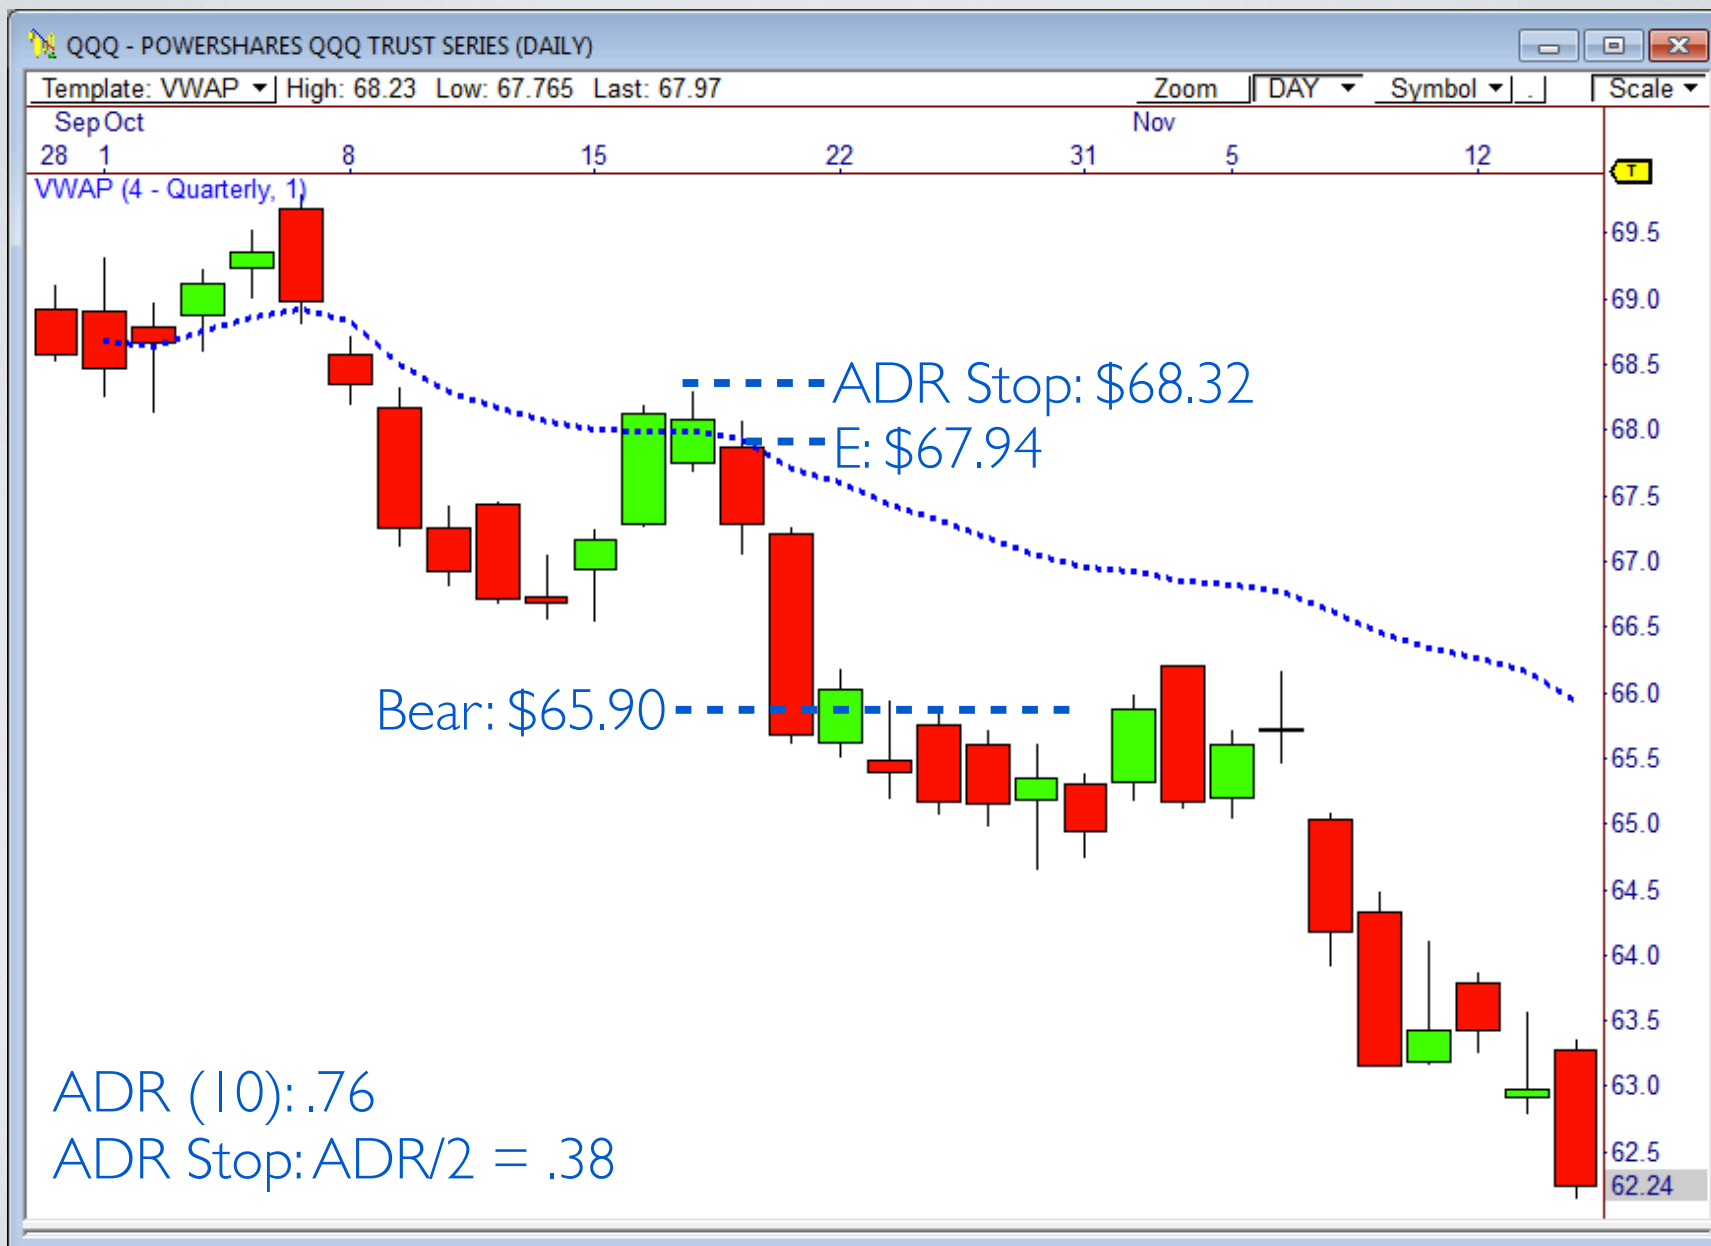 QQQ - POWERSHARES QQQ TRUST SERIES (DAILY)
Template: VWAP High: 68.23 Low: 67.765 Last: 67.97 Zoom DAY Symbol . Scale
Sep Oct Nov
28 1 8 15 22 31 5 12
T
VWAP (4 - Quarterly, 1)
69.5
69.0
68.5
ADR Stop: $68.32
68.0
E: $67.94
67.5
67.0
66.5
66.0
Bear: $65.90
65.5
65.0
64.5
64.0
63.5
63.0
ADR (10): .76
62.5
ADR Stop: ADR/2 = .38
62.24